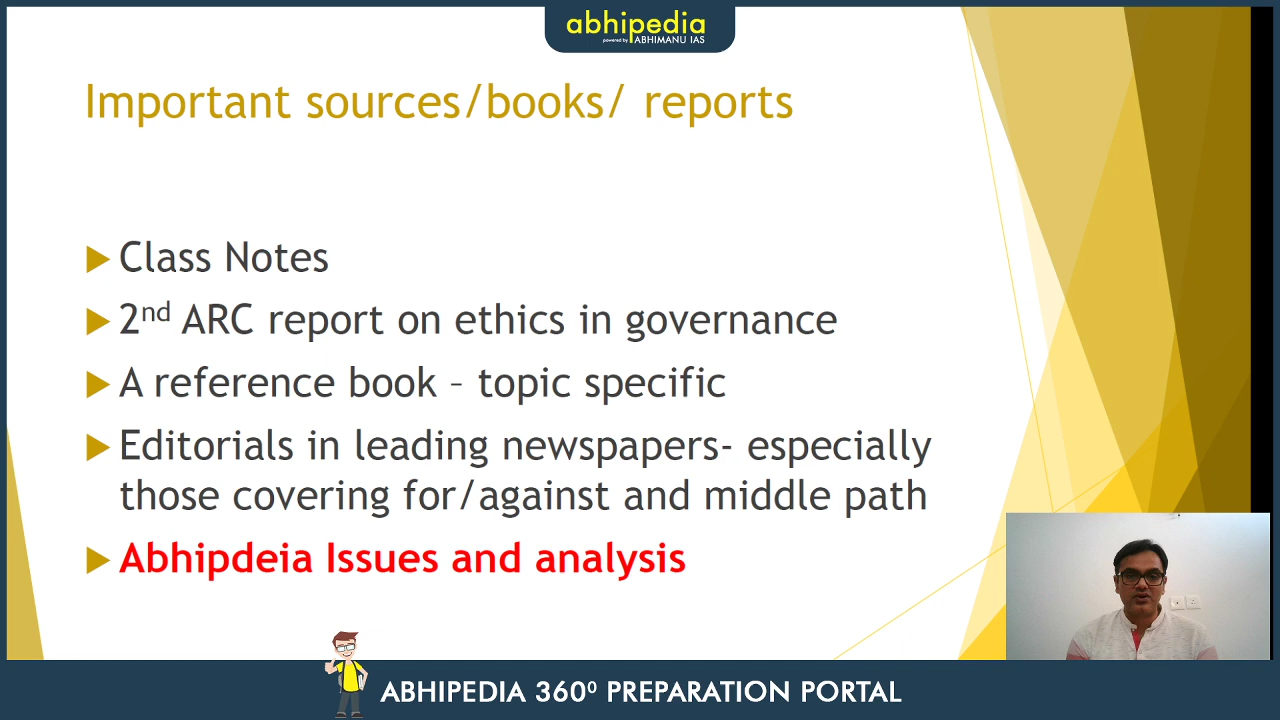 abhipedia
powered by ABHIMANU IAS
Important sources/books/ reports
Class Notes
2nd ARC report on ethics in governance
A reference book – topic specific
Editorials in leading newspapers- especially
those covering for/against and middle path
Abhipdeia Issues and analysis
ABHIPEDIA 360⁰ PREPARATION PORTAL